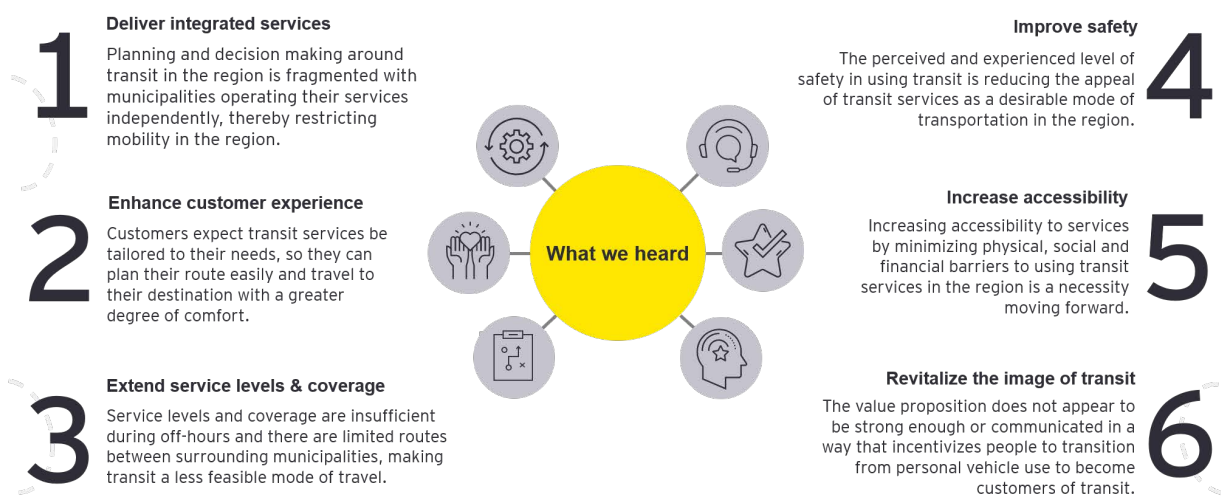 1
Deliver integrated services
Planning and decision making around
transit in the region is fragmented with
municipalities operating their services
independently, thereby restricting
mobility in the region.
2
Enhance customer experience
Customers expect transit services be
tailored to their needs, so they can
plan their route easily and travel to
their destination with a greater
degree of comfort.
3
Extend service levels & coverage
Service levels and coverage are insufficient
during off-hours and there are limited routes
between surrounding municipalities, making
transit a less feasible mode of travel.
What we heard
4
Improve safety
The perceived and experienced level of
safety in using transit is reducing the appeal
of transit services as a desirable mode of
transportation in the region.
5
Increase accessibility
Increasing accessibility to services
by minimizing physical, social and
financial barriers to using transit
services in the region is a necessity
moving forward.
6
Revitalize the image of transit
The value proposition does not appear to
be strong enough or communicated in a
way that incentivizes people to transition
from personal vehicle use to become
customers of transit.